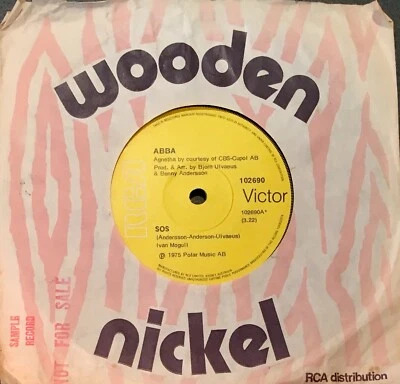 wooden
ABBA
Agnetha by courtesy of CBS-Cupol AB
Prod. & Arr. by Bjorn Ulvaeus
& Benny Andersson
102690
RCA
Victor
102690A*
(3.22)
SOS
(Andersson-Anderson-Ulvaeus)
Ivan Mogull
℗ 1975 Polar Music AB
SAMPLE
RECORD
NOT FOR SALE
nickel
RCA distribution